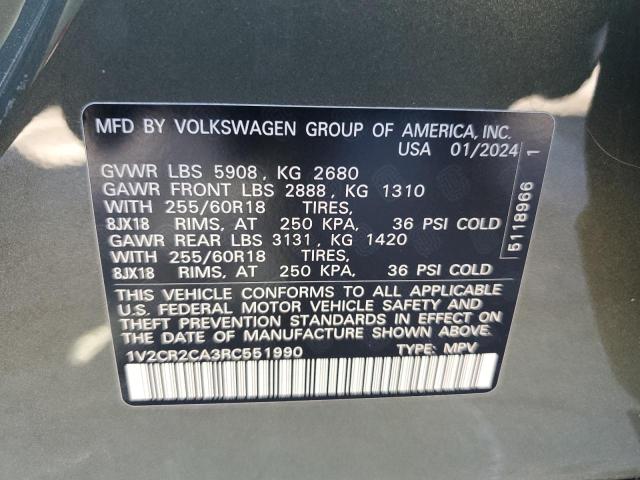 MFD BY VOLKSWAGEN GROUP OF AMERICA, INC.
USA 01/2024
GVWR LBS 5908, KG 2680
GAWR FRONT LBS 2888, KG 1310
WITH 255/60R18 TIRES,
8JX18 RIMS, AT 250 KPA, 36 PSI COLD
GAWR REAR LBS 3131, KG 1420
WITH 255/60R18 TIRES,
8JX18 RIMS, AT 250 KPA, 36 PSI COLD
THIS VEHICLE CONFORMS TO ALL APPLICABLE
U.S. FEDERAL MOTOR VEHICLE SAFETY AND
THEFT PREVENTION STANDARDS IN EFFECT ON
THE DATE OF MANUFACTURE SHOWN ABOVE.
1V2CR2CA3RC551990 TYPE: MPV
5118966 1